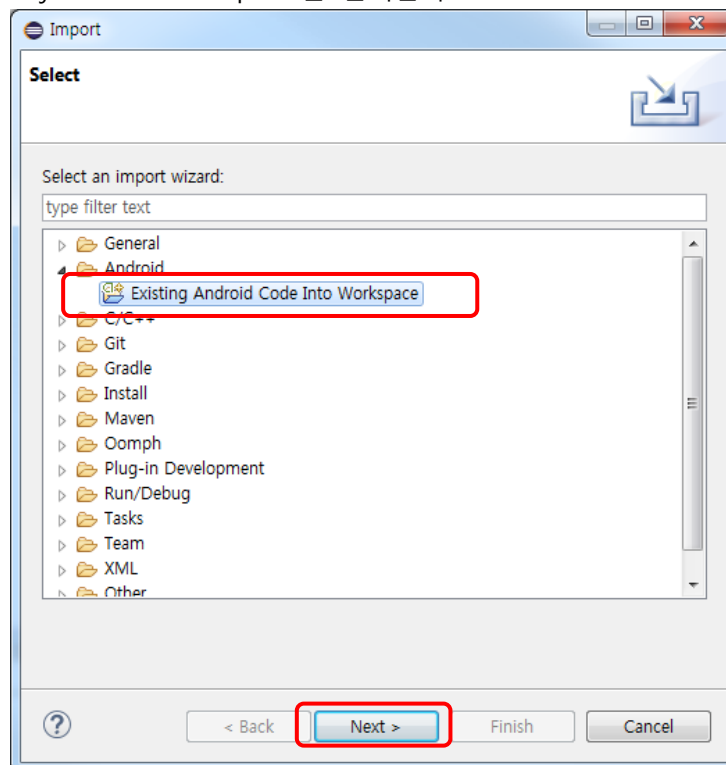 Import
Select
Select an import wizard:
type filter text
General
Android
Existing Android Code Into Workspace
C/C++
Git
Gradle
Install
Maven
Oomph
Plug-in Development
Run/Debug
Tasks
Team
XML
Other
< Back Next > Finish Cancel